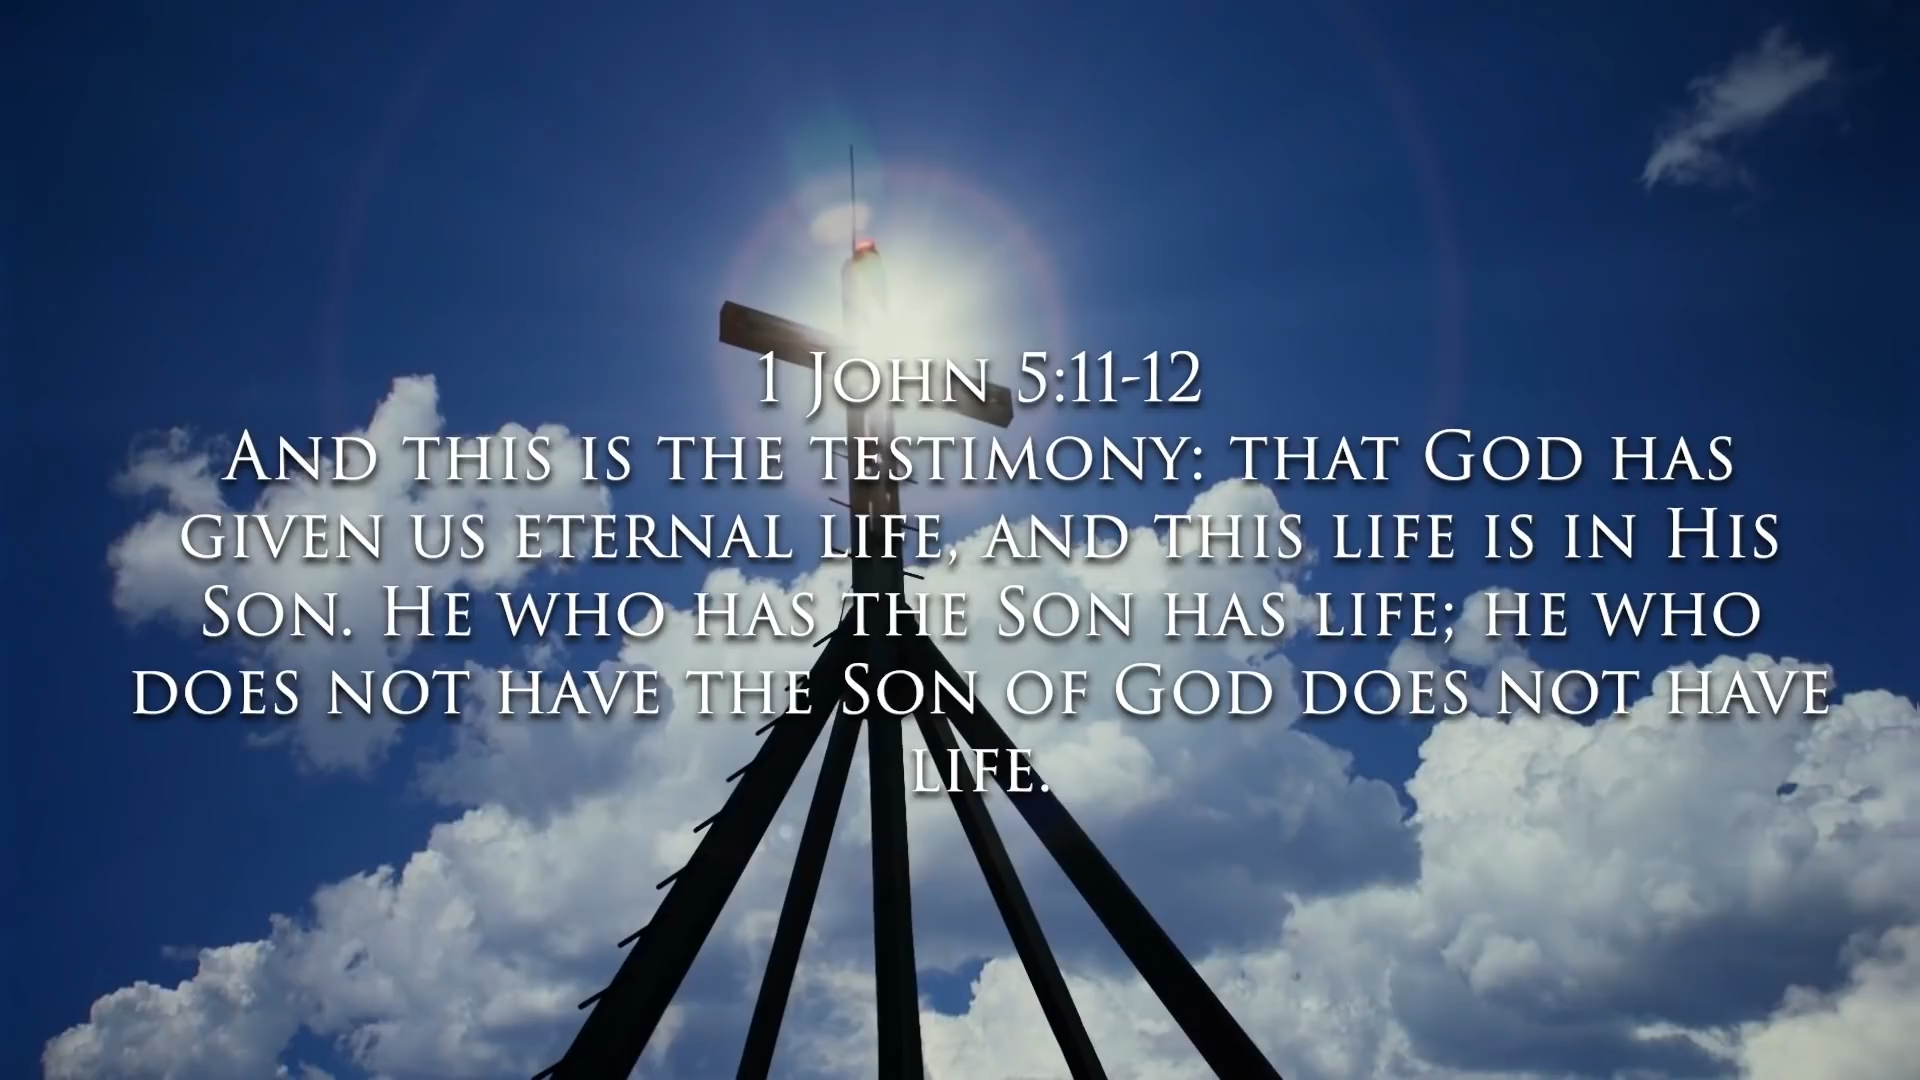 1 John 5:11-12
And this is the testimony: that God has
given us eternal life, and this life is in His
Son. He who has the Son has life; he who
does not have the Son of God does not have
life.